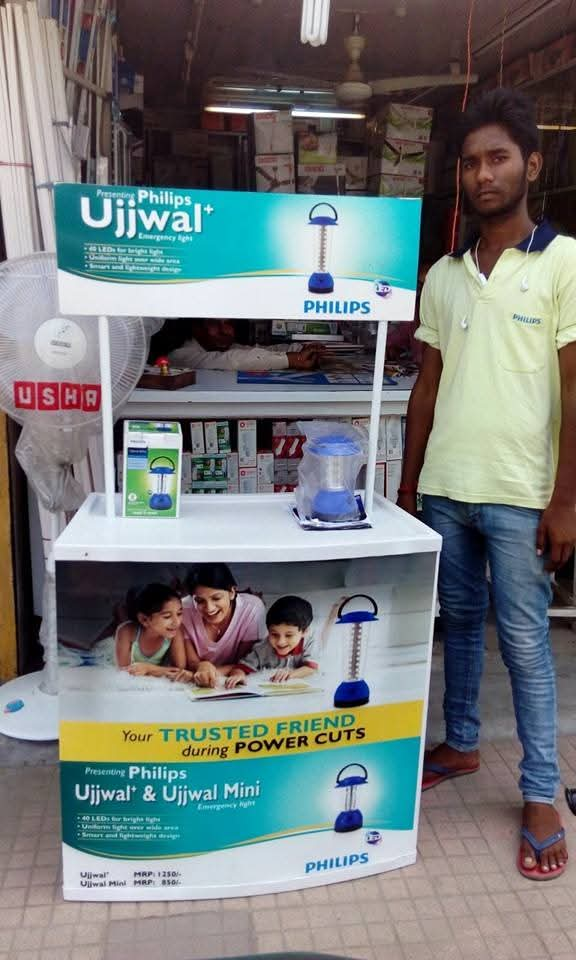 Presenting Philips
Ujjwal+
Emergency light
• 40 LEDs for bright light
• Uniform light over wide area
• Smart and lightweight design
LED
PHILIPS
PHILIPS
USHA
Your TRUSTED FRIEND
during POWER CUTS
Presenting Philips
Ujjwal+ & Ujjwal Mini
Emergency light
• 40 LEDs for bright light
• Uniform light over wide area
• Smart and lightweight design
LED
PHILIPS
Ujjwal+ MRP: 1250/-
Ujjwal Mini MRP: 850/-